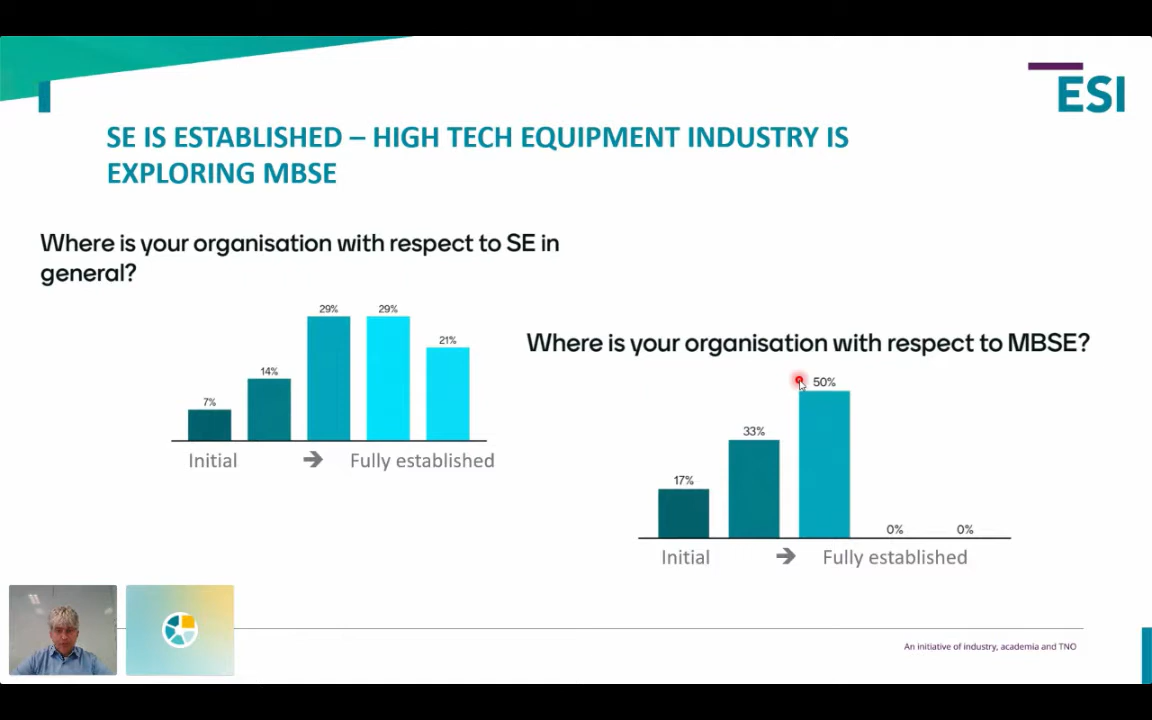 ESI
SE IS ESTABLISHED – HIGH TECH EQUIPMENT INDUSTRY IS
EXPLORING MBSE
Where is your organisation with respect to SE in
general?
7%
14%
29%
29%
21%
Initial ➔ Fully established
Where is your organisation with respect to MBSE?
17%
33%
50%
0%
0%
Initial ➔ Fully established
An initiative of industry, academia and TNO